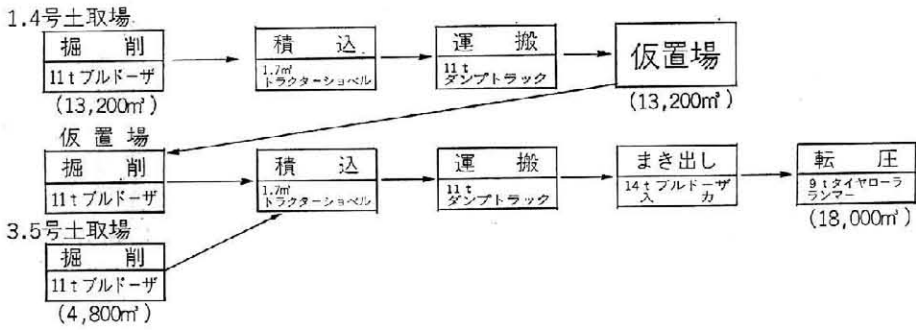 1.4号土取場
掘　削
11tブルドーザ
(13,200㎥)
積　込
1.7㎥
トラクターショベル
運　搬
11t
ダンプトラック
仮置場
(13,200㎥)
仮置場
掘　削
11tブルドーザ
積　込
1.7㎥
トラクターショベル
運　搬
11t
ダンプトラック
まき出し
14tブルドーザ
人　力
転　圧
9tタイヤローラ
ランマー
(18,000㎥)
3.5号土取場
掘　削
11tブルドーザ
(4,800㎥)